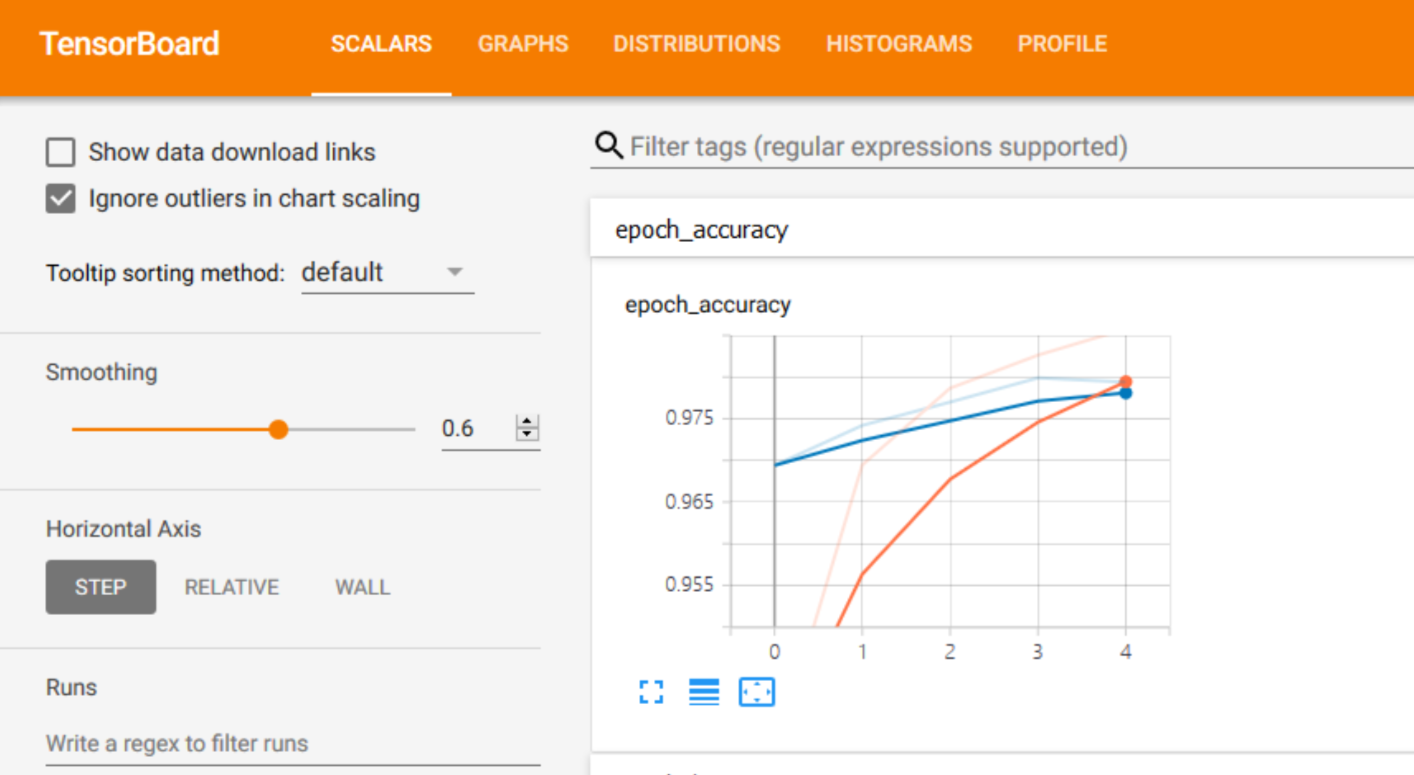 TensorBoard SCALARS GRAPHS DISTRIBUTIONS HISTOGRAMS PROFILE
Show data download links
Ignore outliers in chart scaling
Tooltip sorting method: default
Smoothing
0.6
Horizontal Axis
STEP RELATIVE WALL
Runs
Write a regex to filter runs
Filter tags (regular expressions supported)
epoch_accuracy
epoch_accuracy
0.975
0.965
0.955
0 1 2 3 4